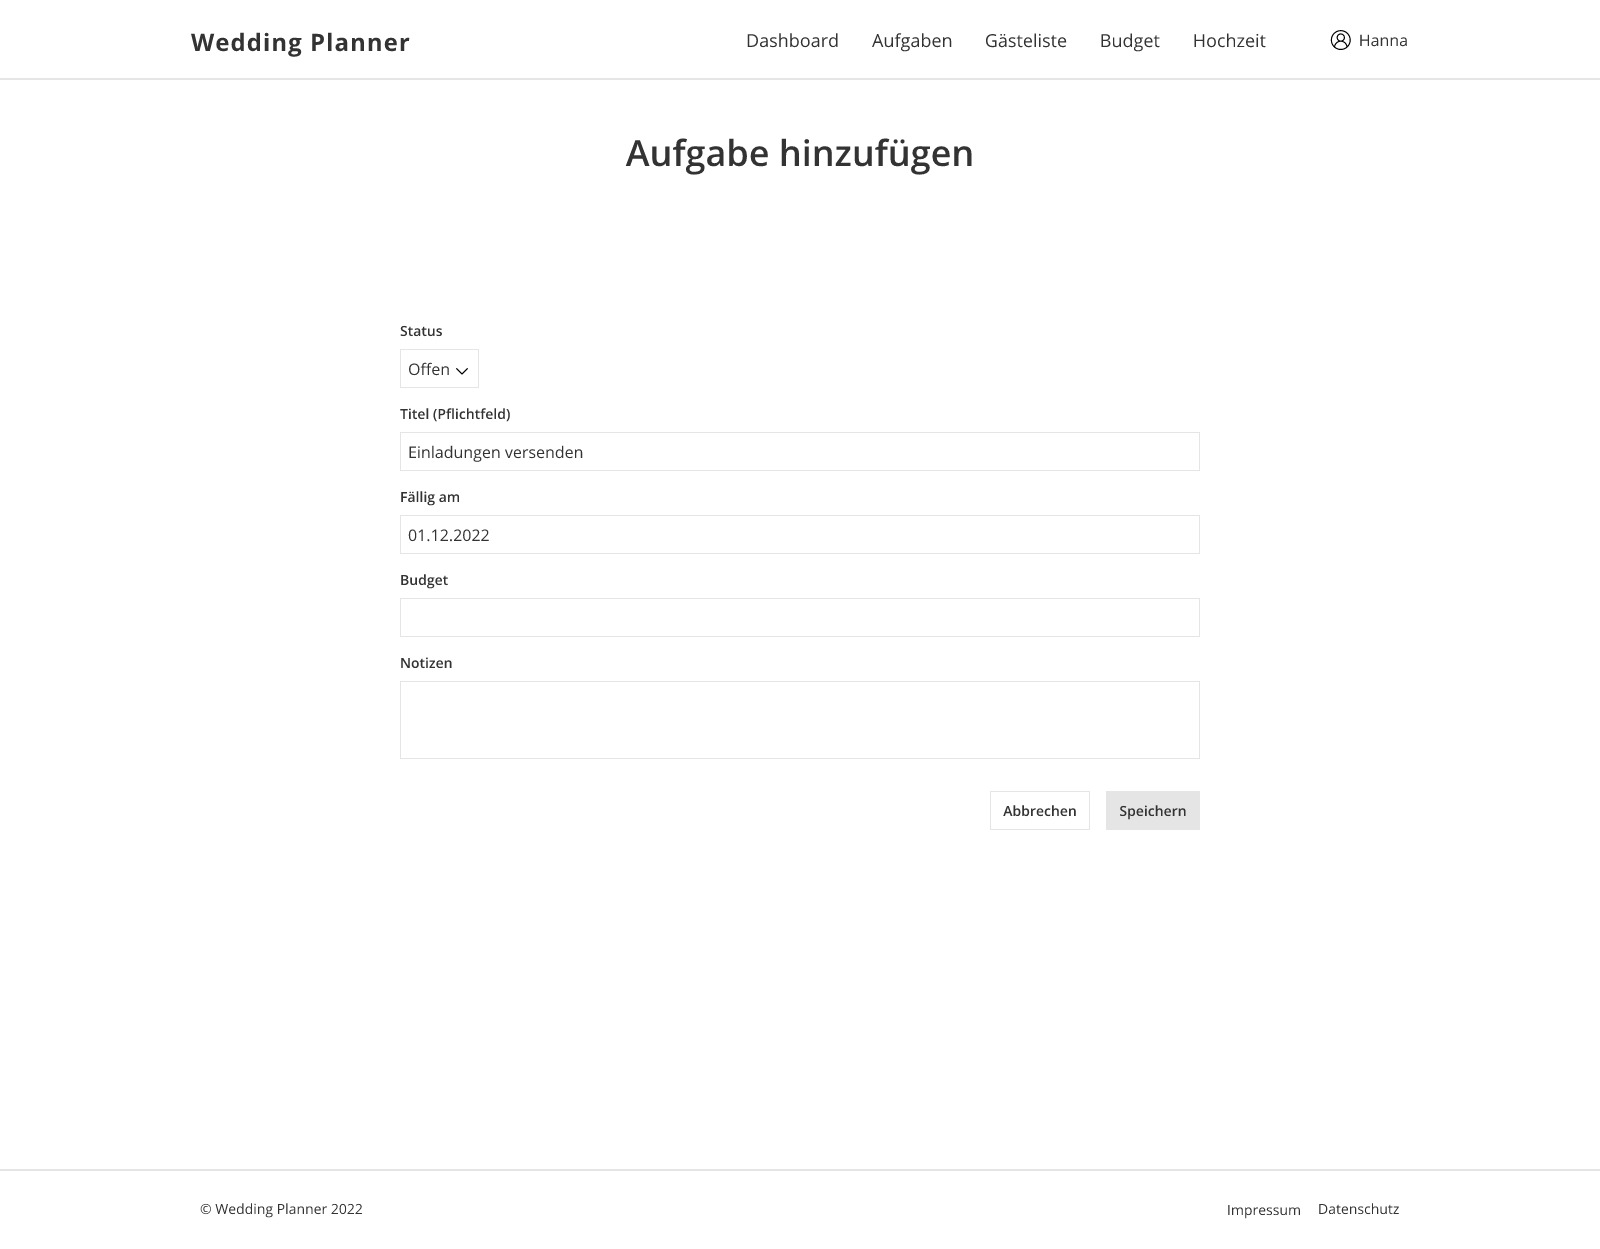 Wedding Planner
Dashboard Aufgaben Gästeliste Budget Hochzeit Hanna
Aufgabe hinzufügen
Status
Offen
Titel (Pflichtfeld)
Einladungen versenden
Fällig am
01.12.2022
Budget
Notizen
Abbrechen Speichern
© Wedding Planner 2022
Impressum Datenschutz